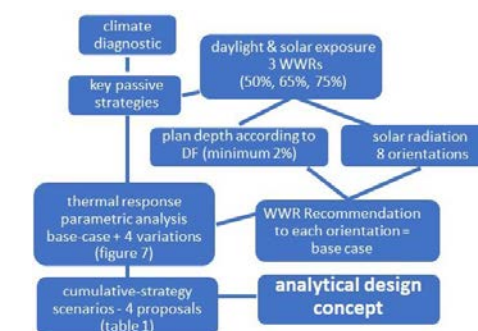 climate
diagnostic
daylight & solar exposure
3 WWRs
(50%, 65%, 75%)
key passive
strategies
plan depth according to
DF (minimum 2%)
solar radiation
8 orientations
thermal response
parametric analysis
base-case + 4 variations
(figure 7)
WWR Recommendation
to each orientation =
base case
cumulative-strategy
scenarios - 4 proposals
(table 1)
analytical design
concept